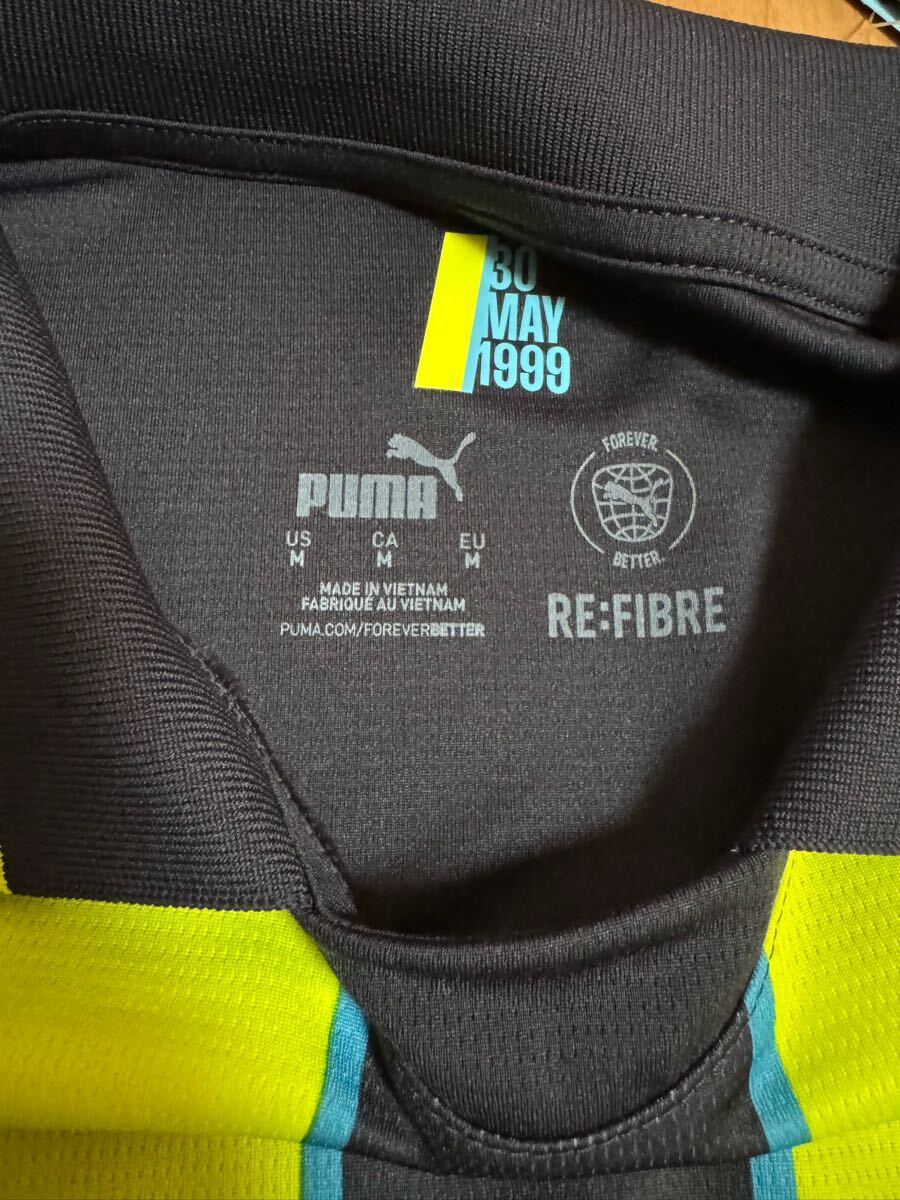 30
MAY
1999
PUMA
US CA EU
M M M
MADE IN VIETNAM
FABRIQUÉ AU VIETNAM
PUMA.COM/FOREVERBETTER
FOREVER.
BETTER.
RE:FIBRE